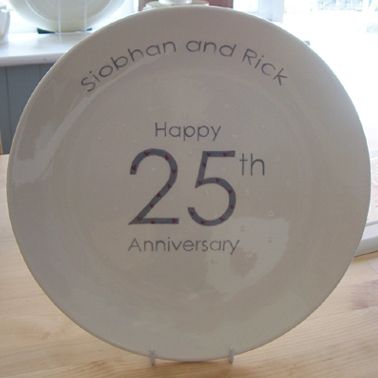 Siobhan and Rick
Happy
25th
Anniversary